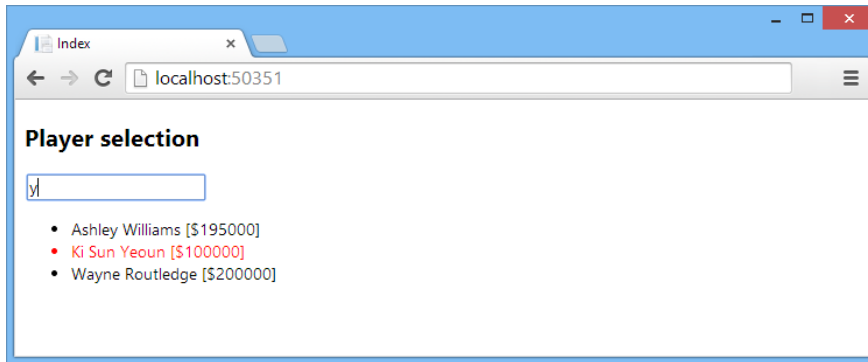 Index
localhost:50351
Player selection
y
Ashley Williams [$195000]
Ki Sun Yeoun [$100000]
Wayne Routledge [$200000]